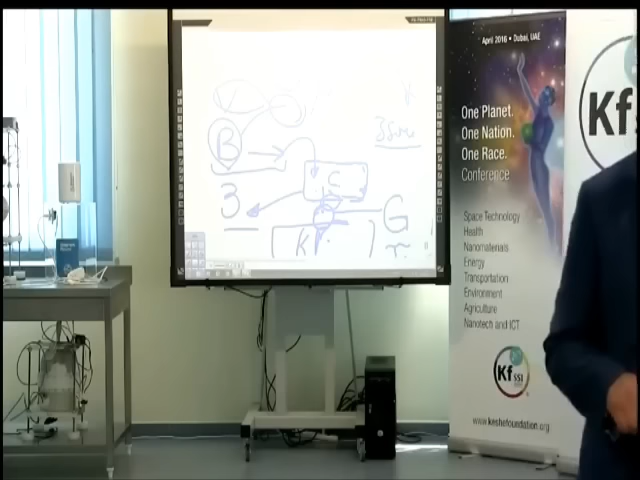 V
B
3
C
G
K
April 2016 • Dubai, UAE
One Planet.
One Nation.
One Race.
Conference
Space Technology
Health
Nanomaterials
Energy
Transportation
Environment
Agriculture
Nanotech and ICT
Kf SSI
www.keshefoundation.org
Kf